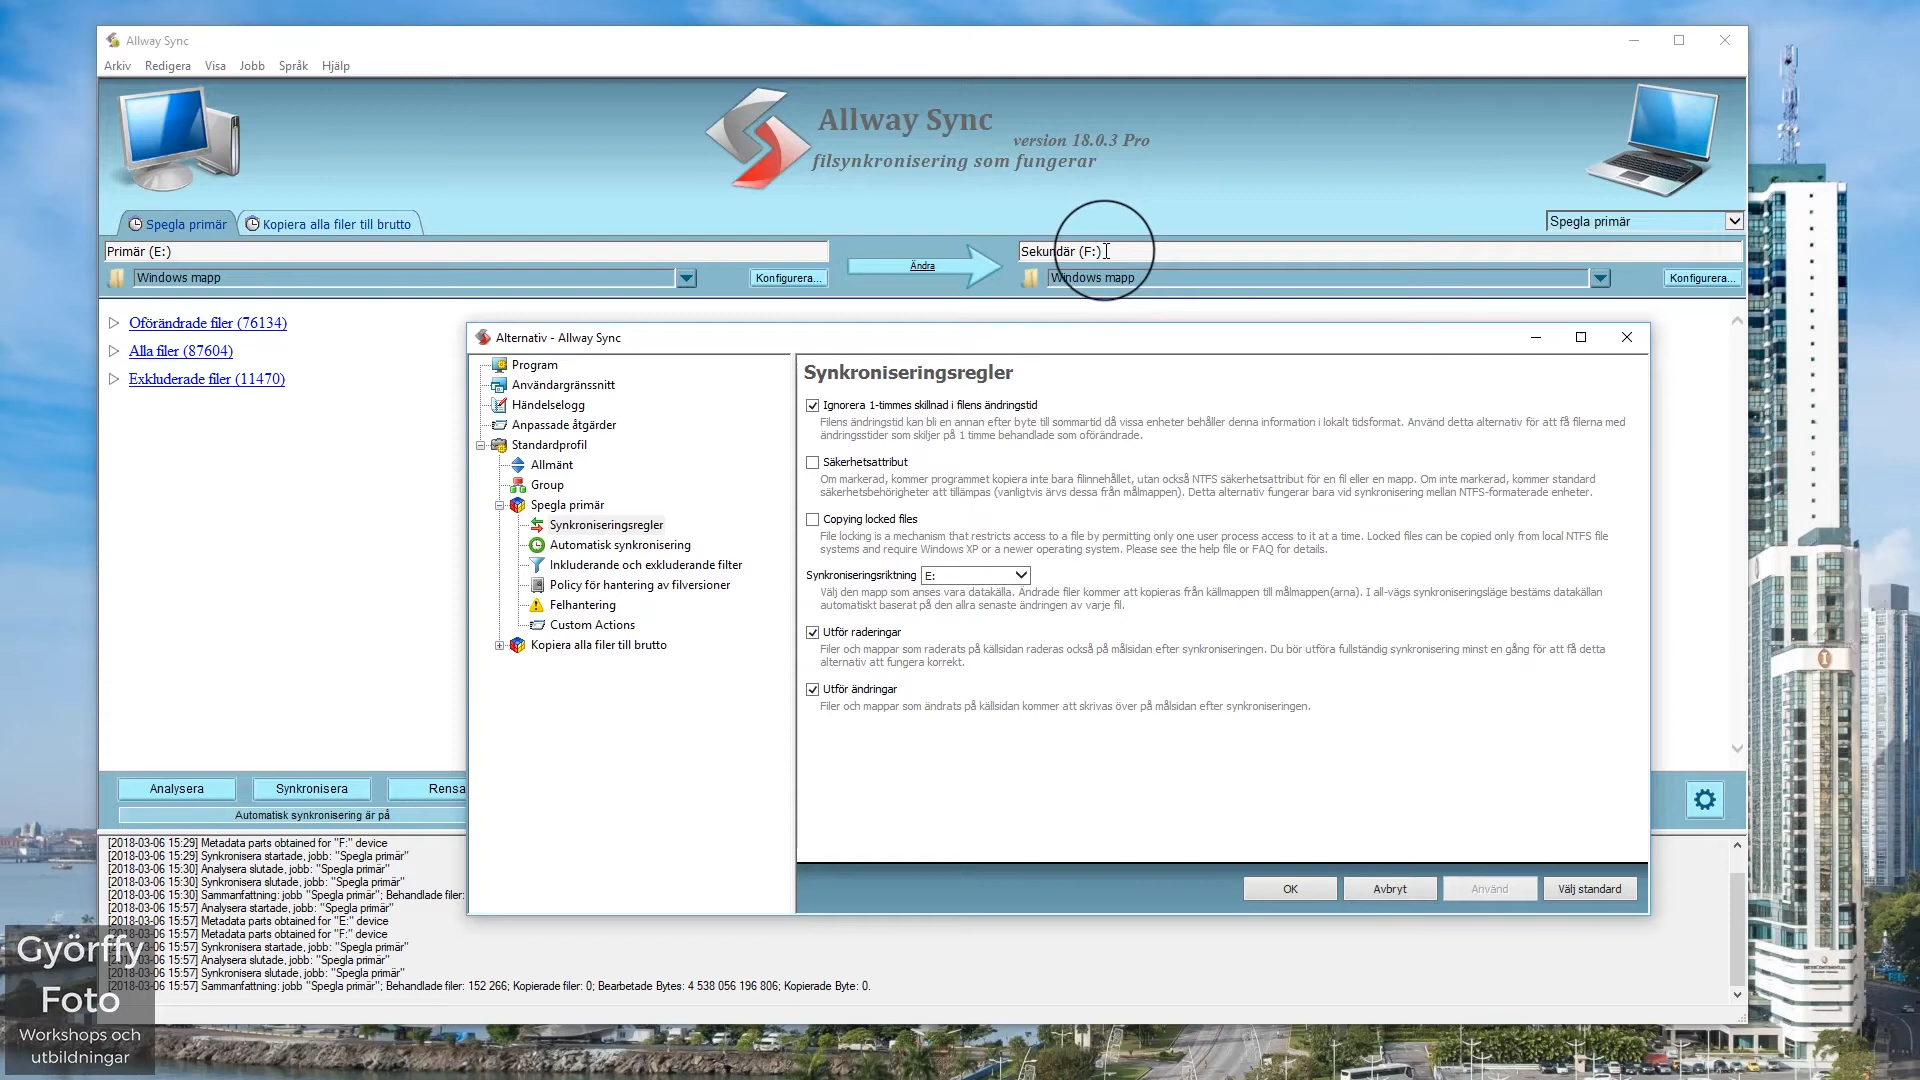 Allway Sync
Arkiv Redigera Visa Jobb Språk Hjälp
Allway Sync
version 18.0.3 Pro
filsynkronisering som fungerar
Spegla primär Kopiera alla filer till brutto
Spegla primär
Primär (E:)
Ändra
Sekundär (F:)
Windows mapp
Konfigurera...
Windows mapp
Konfigurera...
Oförändrade filer (76134)
Alla filer (87604)
Exkluderade filer (11470)
Alternativ - Allway Sync
Program
Användargränssnitt
Händelselogg
Anpassade åtgärder
Standardprofil
Allmänt
Group
Spegla primär
Synkroniseringsregler
Automatisk synkronisering
Inkluderande och exkluderande filter
Policy för hantering av filversioner
Felhantering
Custom Actions
Kopiera alla filer till brutto
Synkroniseringsregler
Ignorera 1-timmes skillnad i filens ändringstid
Filens ändringstid kan bli en annan efter byte till sommartid då vissa enheter behåller denna information i lokalt tidsformat. Använd detta alternativ för att få filerna med
ändringsstider som skiljer på 1 timme behandlade som oförändrade.
Säkerhetsattribut
Om markerad, kommer programmet kopiera inte bara filinnehållet, utan också NTFS säkerhetsattribut för en fil eller en mapp. Om inte markerad, kommer standard
säkerhetsbehörigheter att tillämpas (vanligtvis ärvs dessa från målmappen). Detta alternativ fungerar bara vid synkronisering mellan NTFS-formaterade enheter.
Copying locked files
File locking is a mechanism that restricts access to a file by permitting only one user process access to it at a time. Locked files can be copied only from local NTFS file
systems and require Windows XP or a newer operating system. Please see the help file or FAQ for details.
Synkroniseringsriktning E:
Välj den mapp som anses vara datakälla. Ändrade filer kommer att kopieras från källmappen till målmappen(arna). I all-vägs synkroniseringsläge bestäms datakällan
automatiskt baserat på den allra senaste ändringen av varje fil.
Utför raderingar
Filer och mappar som raderats på källsidan raderas också på målsidan efter synkroniseringen. Du bör utföra fullständig synkronisering minst en gång för att få detta
alternativ att fungera korrekt.
Utför ändringar
Filer och mappar som ändrats på källsidan kommer att skrivas över på målsidan efter synkroniseringen.
OK Avbryt Använd Välj standard
Analysera Synkronisera Rensa
Automatisk synkronisering är på
[2018-03-06 15:29] Metadata parts obtained for "F:" device
[2018-03-06 15:29] Synkronisera startade, jobb: "Spegla primär"
[2018-03-06 15:30] Analysera slutade, jobb: "Spegla primär"
[2018-03-06 15:30] Synkronisera slutade, jobb: "Spegla primär"
[2018-03-06 15:30] Sammanfattning: jobb "Spegla primär"; Behandlade filer:
[2018-03-06 15:57] Analysera startade, jobb: "Spegla primär"
[2018-03-06 15:57] Metadata parts obtained for "E:" device
[2018-03-06 15:57] Metadata parts obtained for "F:" device
[2018-03-06 15:57] Synkronisera startade, jobb: "Spegla primär"
[2018-03-06 15:57] Analysera slutade, jobb: "Spegla primär"
[2018-03-06 15:57] Synkronisera slutade, jobb: "Spegla primär"
[2018-03-06 15:57] Sammanfattning: jobb "Spegla primär"; Behandlade filer: 152 266; Kopierade filer: 0; Bearbetade Bytes: 4 538 056 196 806; Kopierade Byte: 0.
Györffy
Foto
Workshops och
utbildningar